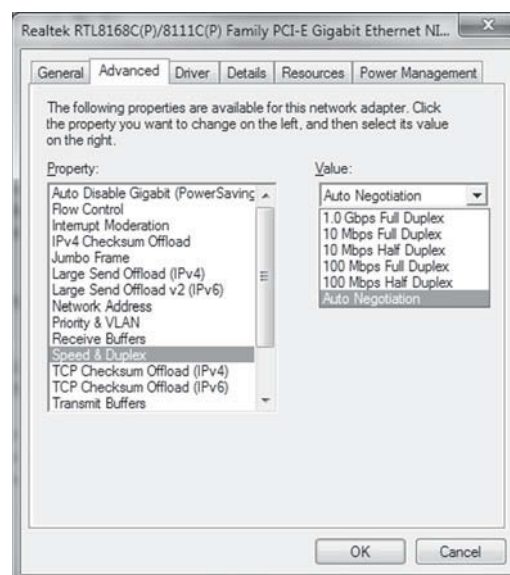 Realtek RTL8168C(P)/8111C(P) Family PCI-E Gigabit Ethernet NI...
General Advanced Driver Details Resources Power Management
The following properties are available for this network adapter. Click
the property you want to change on the left, and then select its value
on the right.
Property:
Auto Disable Gigabit (PowerSaving
Flow Control
Interrupt Moderation
IPv4 Checksum Offload
Jumbo Frame
Large Send Offload (IPv4)
Large Send Offload v2 (IPv6)
Network Address
Priority & VLAN
Receive Buffers
Speed & Duplex
TCP Checksum Offload (IPv4)
TCP Checksum Offload (IPv6)
Transmit Buffers
Value:
Auto Negotiation
1.0 Gbps Full Duplex
10 Mbps Full Duplex
10 Mbps Half Duplex
100 Mbps Full Duplex
100 Mbps Half Duplex
Auto Negotiation
OK Cancel